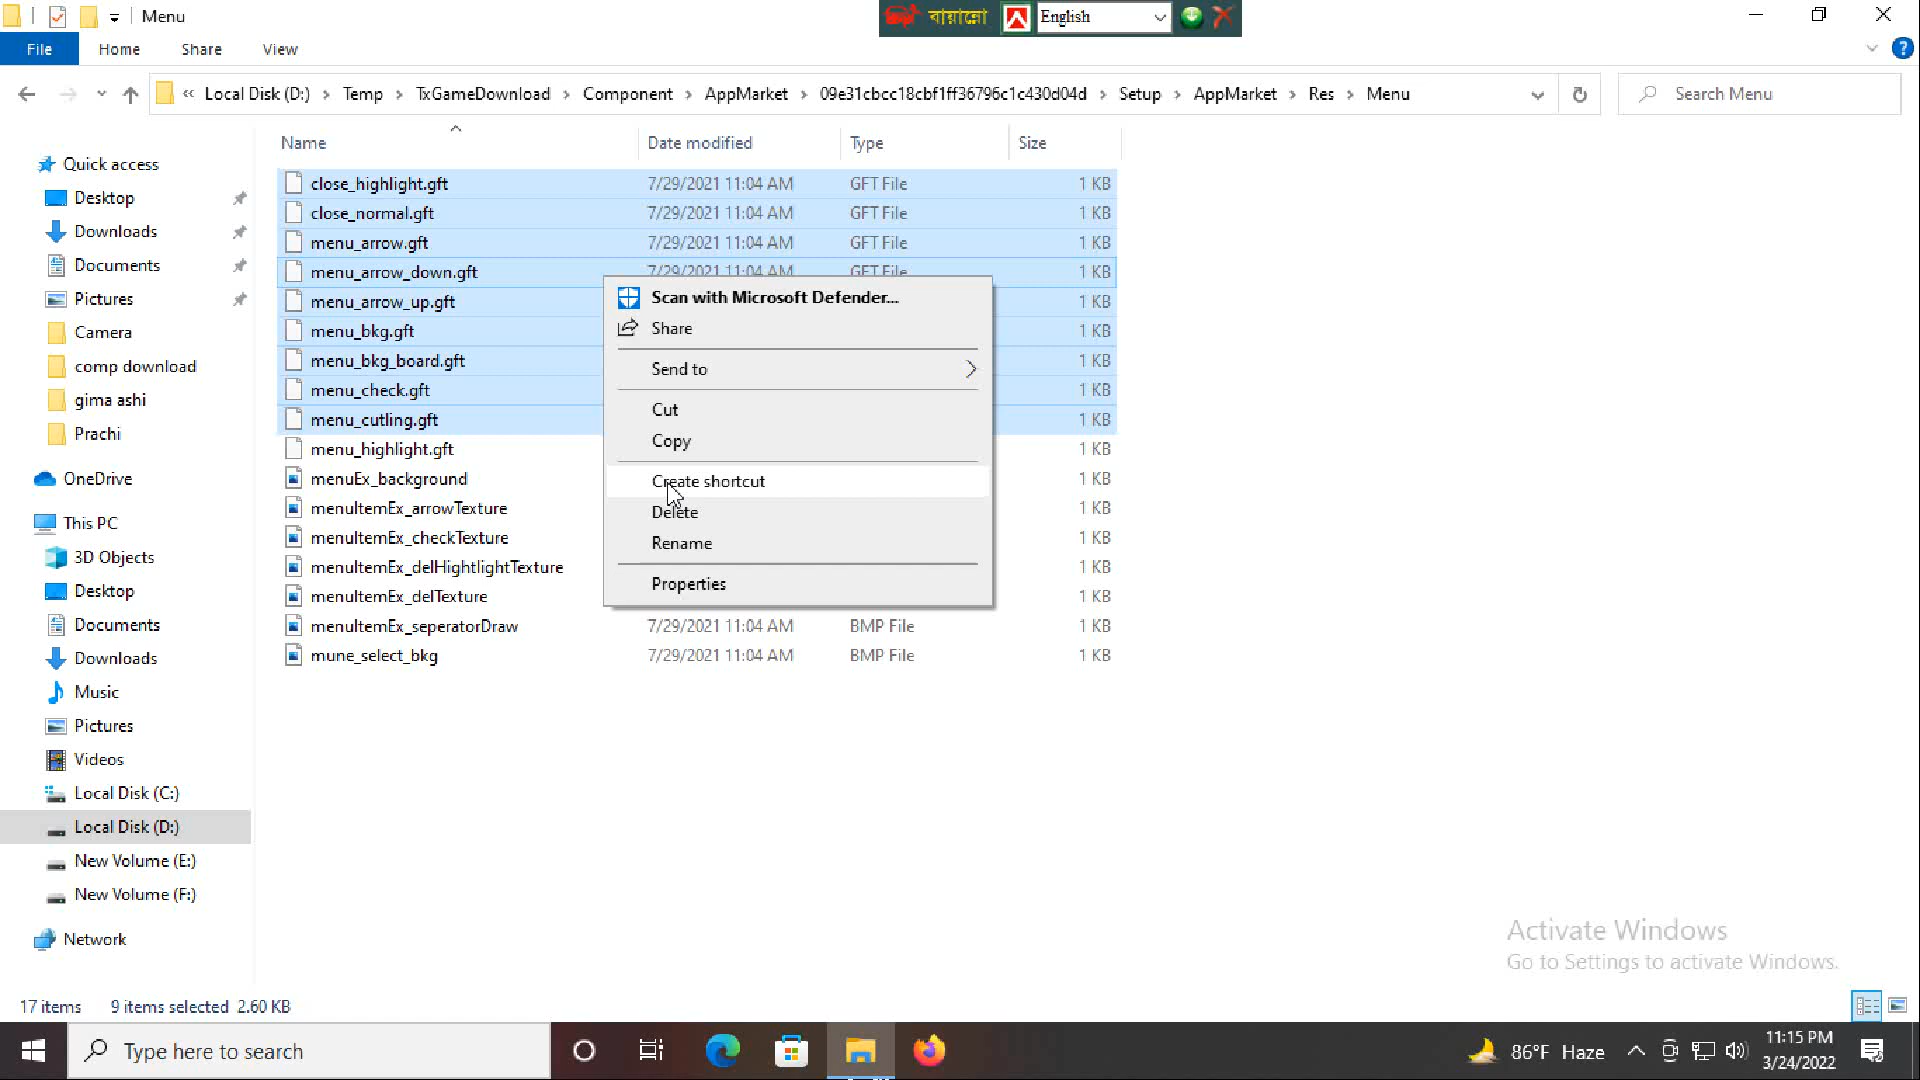 Menu
বায়ান্নো
English
File
Home
Share
View
Local Disk (D:) Temp TxGameDownload Component AppMarket 09e31cbcc18cbf1ff36796c1c430d04d Setup AppMarket Res Menu
Search Menu
Name Date modified Type Size
Quick access
Desktop
Downloads
Documents
Pictures
Camera
comp download
gima ashi
Prachi
OneDrive
This PC
3D Objects
Desktop
Documents
Downloads
Music
Pictures
Videos
Local Disk (C:)
Local Disk (D:)
New Volume (E:)
New Volume (F:)
Network
close_highlight.gft 7/29/2021 11:04 AM GFT File 1 KB
close_normal.gft 7/29/2021 11:04 AM GFT File 1 KB
menu_arrow.gft 7/29/2021 11:04 AM GFT File 1 KB
menu_arrow_down.gft 7/29/2021 11:04 AM GFT File 1 KB
menu_arrow_up.gft 1 KB
menu_bkg.gft 1 KB
menu_bkg_board.gft 1 KB
menu_check.gft 1 KB
menu_cutling.gft 1 KB
menu_highlight.gft 1 KB
menuEx_background 1 KB
menuItemEx_arrowTexture 1 KB
menuItemEx_checkTexture 1 KB
menuItemEx_delHightlightTexture 1 KB
menuItemEx_delTexture 1 KB
menuItemEx_seperatorDraw 7/29/2021 11:04 AM BMP File 1 KB
mune_select_bkg 7/29/2021 11:04 AM BMP File 1 KB
Scan with Microsoft Defender...
Share
Send to
Cut
Copy
Create shortcut
Delete
Rename
Properties
Activate Windows
Go to Settings to activate Windows.
17 items 9 items selected 2.60 KB
Type here to search
86°F Haze
11:15 PM
3/24/2022